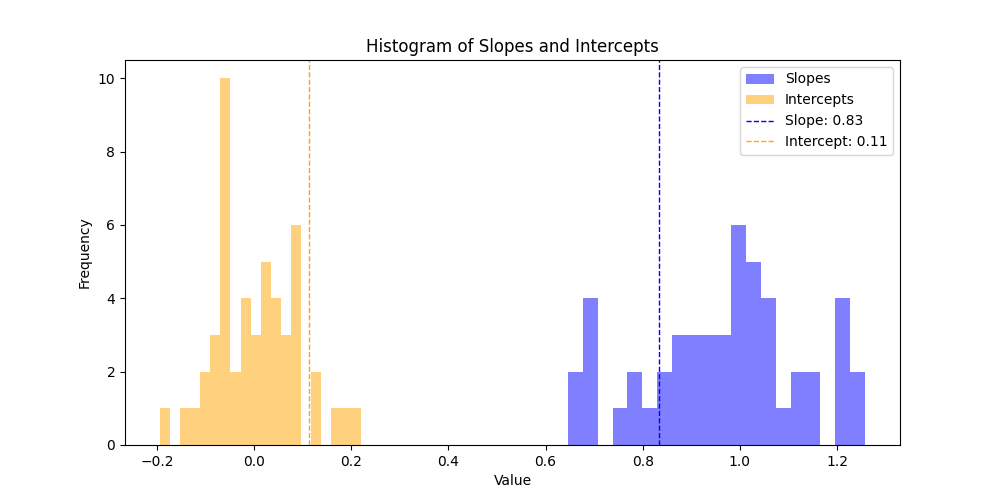 Histogram of Slopes and Intercepts
Frequency
10
8
6
4
2
0
−0.2
0.0
0.2
0.4
0.6
0.8
1.0
1.2
Value
Slopes
Intercepts
Slope: 0.83
Intercept: 0.11